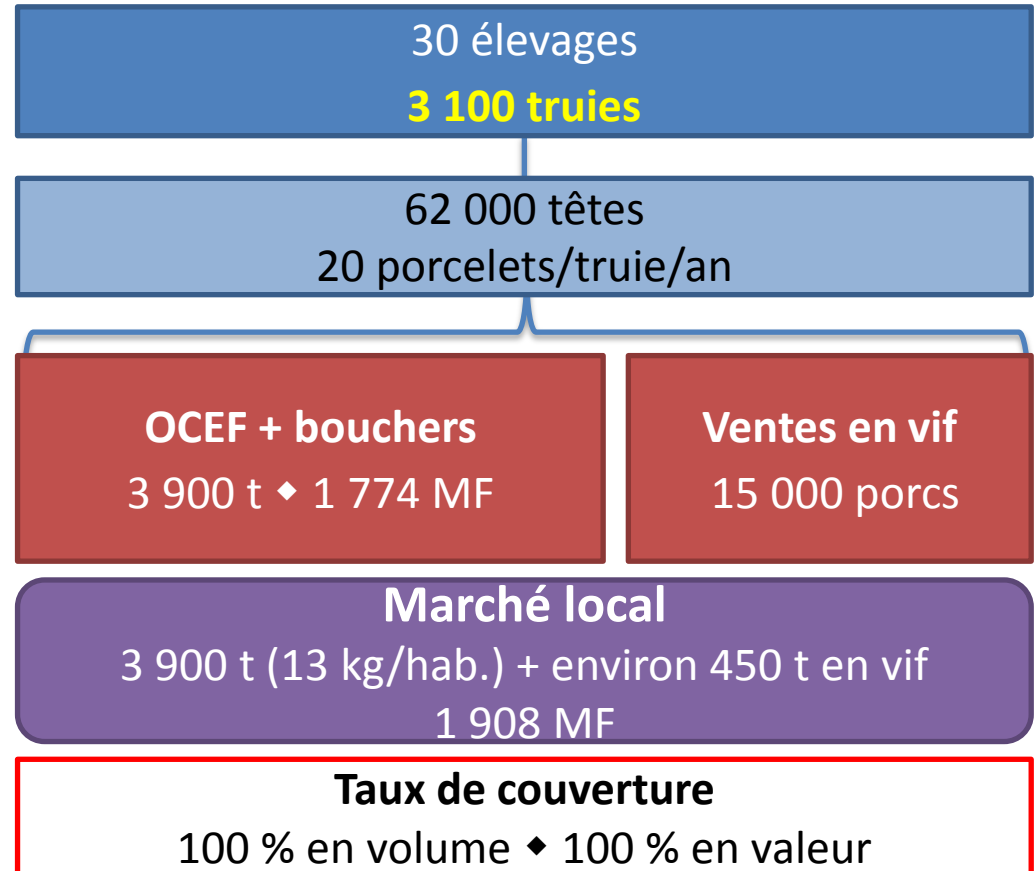 30 élevages
3 100 truies
62 000 têtes
20 porcelets/truie/an
OCEF + bouchers
3 900 t ◆ 1 774 MF
Ventes en vif
15 000 porcs
Marché local
3 900 t (13 kg/hab.) + environ 450 t en vif
1 908 MF
Taux de couverture
100 % en volume ◆ 100 % en valeur